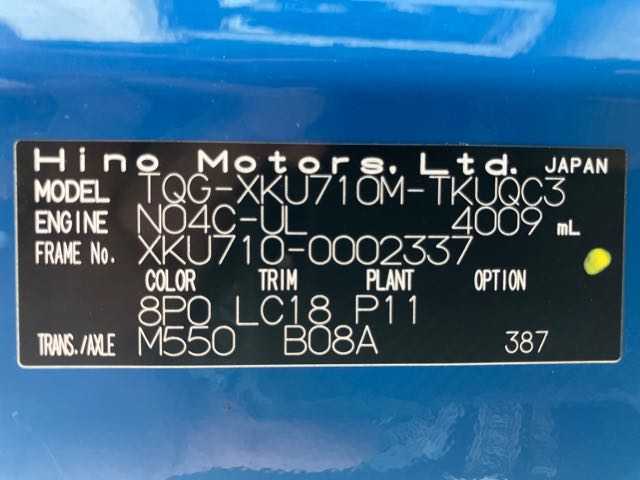 Hino Motors, Ltd. JAPAN
MODEL TQG-XKU710M-TKUQC3
ENGINE N04C-UL 4009 mL
FRAME No. XKU710-0002337
COLOR TRIM PLANT OPTION
8P0 LC18 P11
TRANS./AXLE M550 B08A 387